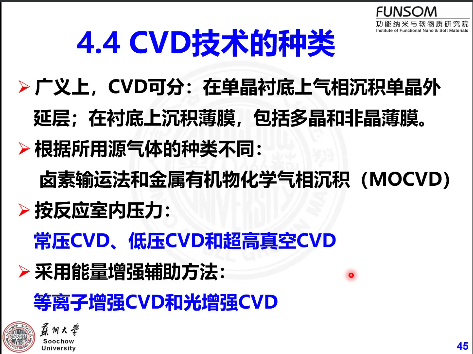 FUNSOM
功能纳米与软物质研究院
Institute of Functional Nano & Soft Materials
4.4 CVD技术的种类
➢ 广义上，CVD可分：在单晶衬底上气相沉积单晶外
延层；在衬底上沉积薄膜，包括多晶和非晶薄膜。
➢ 根据所用源气体的种类不同：
卤素输运法和金属有机物化学气相沉积（MOCVD）
➢ 按反应室内压力：
常压CVD、低压CVD和超高真空CVD
➢ 采用能量增强辅助方法：
等离子增强CVD和光增强CVD
苏州大学
Soochow
University
45